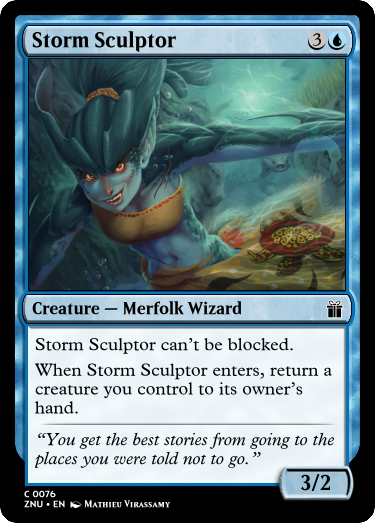 Storm Sculptor 3
Creature — Merfolk Wizard
Storm Sculptor can't be blocked.
When Storm Sculptor enters, return a
creature you control to its owner's
hand.
“You get the best stories from going to the
places you were told not to go.”
3/2
C 0076
ZNU • EN Mathieu Virassamy